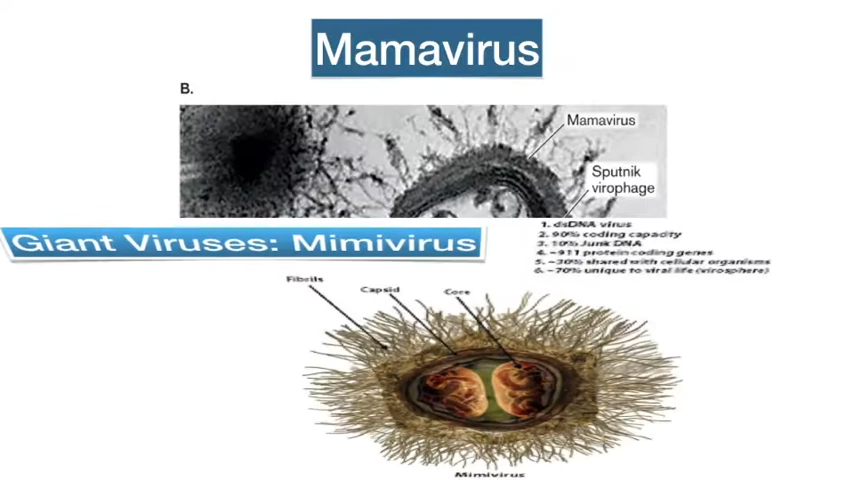 Mamavirus
B.
Mamavirus
Sputnik
virophage
Giant Viruses: Mimivirus
1. dsDNA virus
2. 90% coding capacity
3. 10% Junk DNA
4. ~911 protein coding genes
5. ~30% shared with cellular organisms
6. ~70% unique to viral life (virosphere)
Fibrils
Capsid
Core
Mimivirus